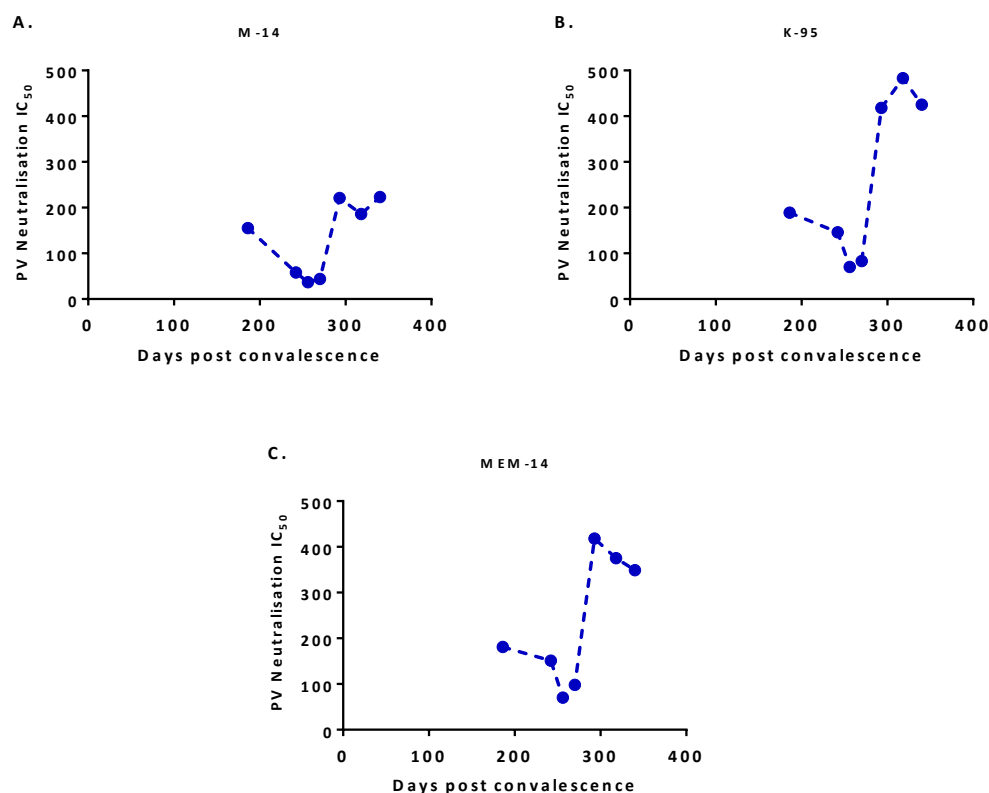 A.
M-14
PV Neutralisation IC50
500
400
300
200
100
0
0 100 200 300 400
Days post convalescence
B.
K-95
PV Neutralisation IC50
500
400
300
200
100
0
0 100 200 300 400
Days post convalescence
C.
MEM-14
PV Neutralisation IC50
500
400
300
200
100
0
0 100 200 300 400
Days post convalescence